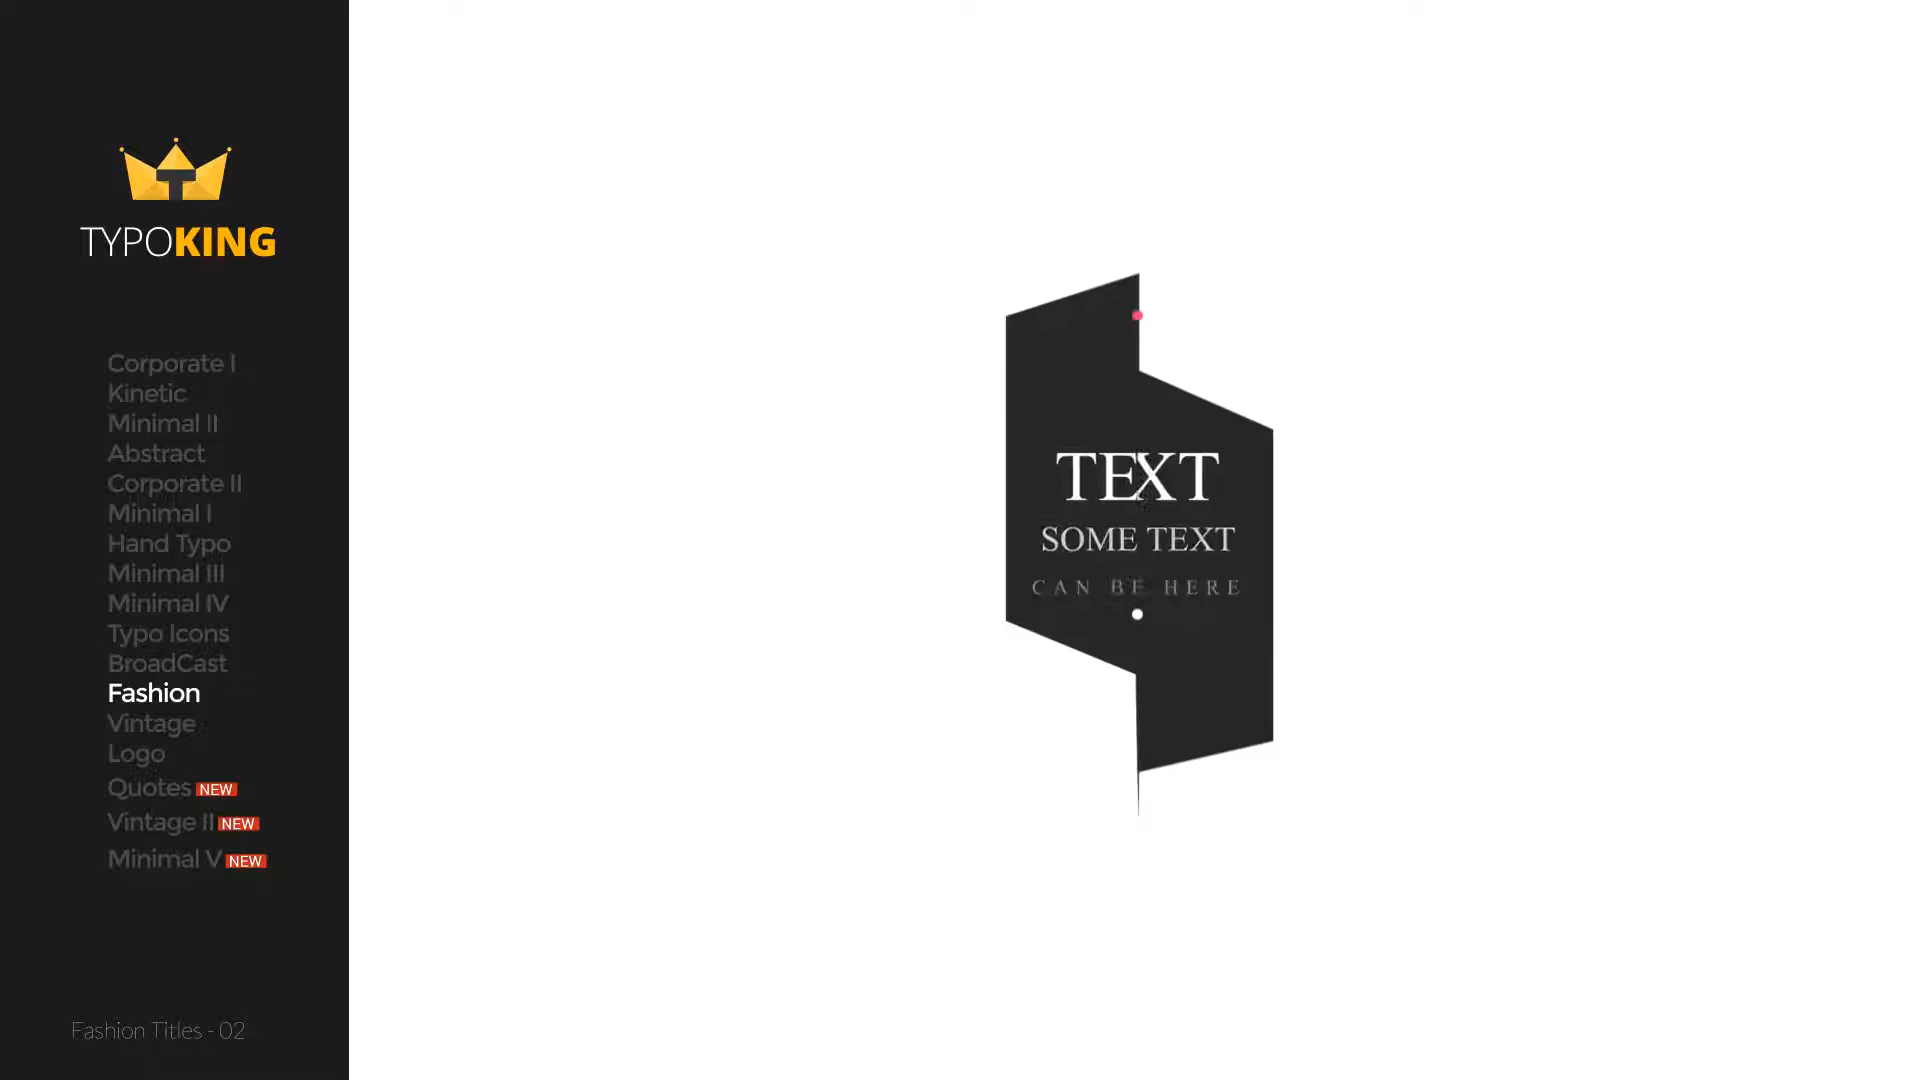 TYPOKING
Corporate I
Kinetic
Minimal II
Abstract
Corporate II
Minimal I
Hand Typo
Minimal III
Minimal IV
Typo Icons
BroadCast
Fashion
Vintage
Logo
Quotes NEW
Vintage II NEW
Minimal V NEW
Fashion Titles - 02
TEXT
SOME TEXT
CAN BE HERE